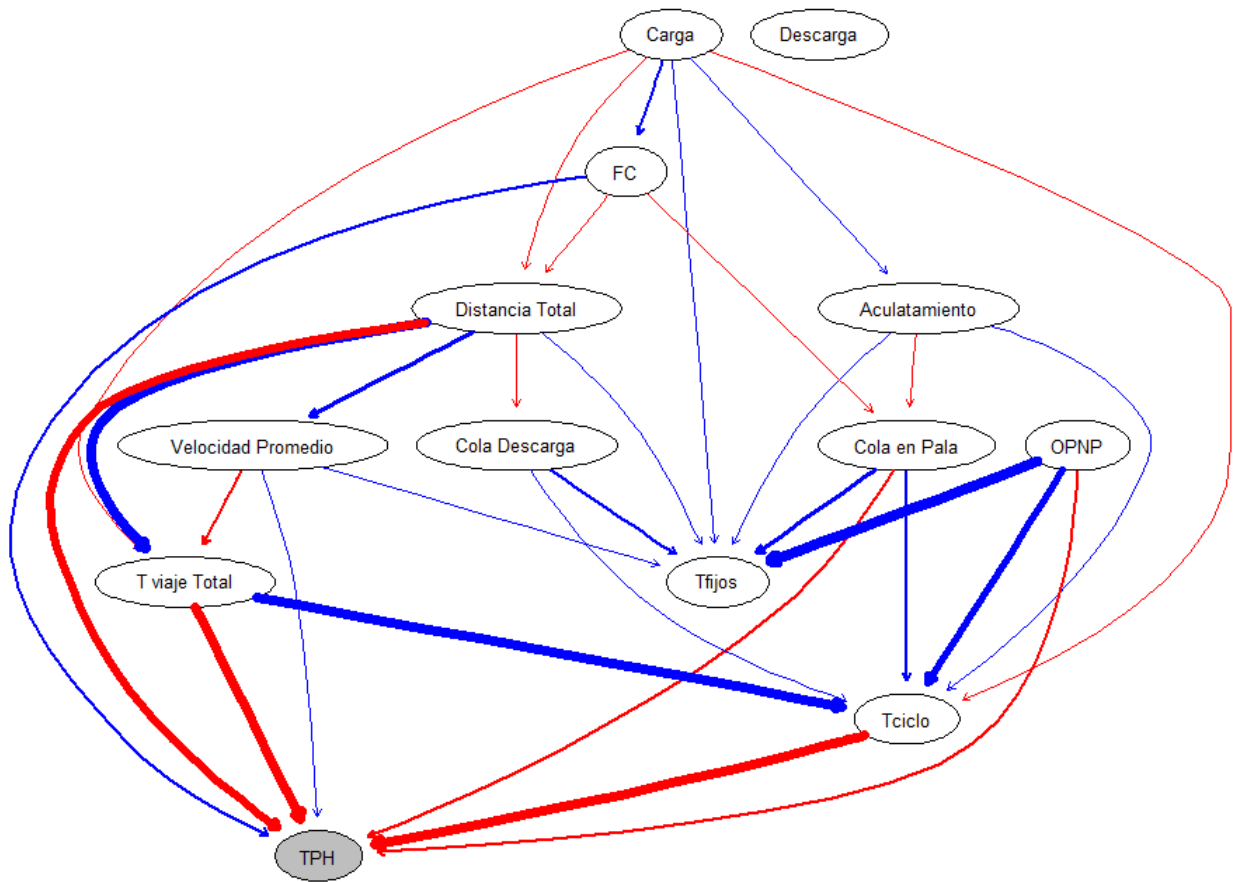 Carga
Descarga
FC
Distancia Total
Aculatamiento
Velocidad Promedio
Cola Descarga
Cola en Pala
OPNP
T viaje Total
Tfijos
Tciclo
TPH